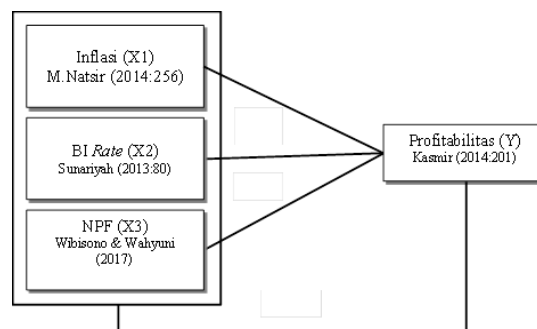 Inflasi (X1)
M.Natsir (2014:256)
BI Rate (X2)
Sunariyah (2013:80)
NPF (X3)
Wibisono & Wahyuni
(2017)
Profitabilitas (Y)
Kasmir (2014:201)